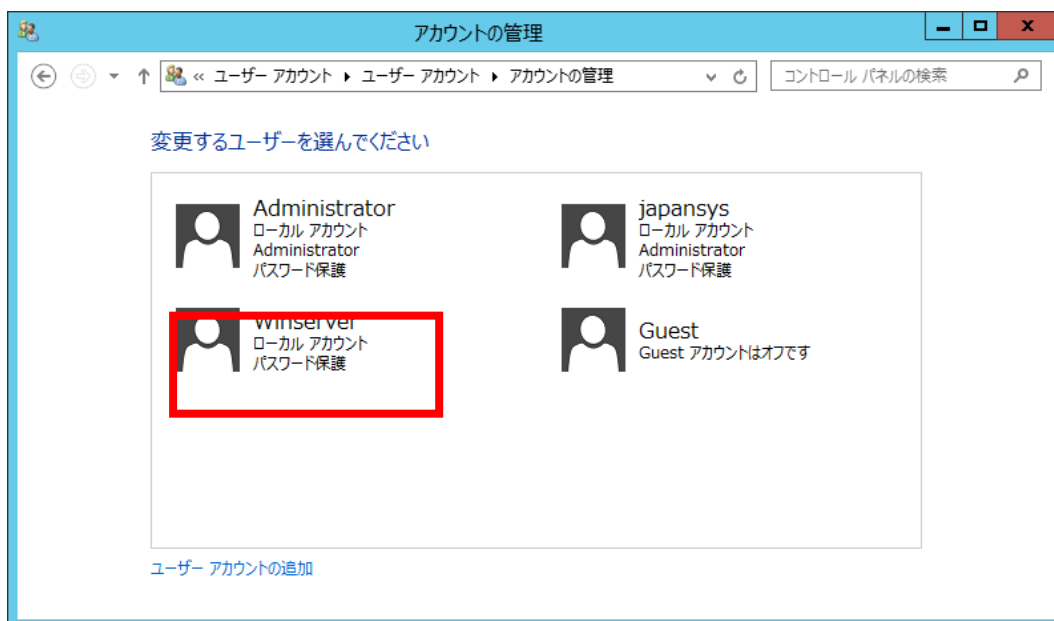 アカウントの管理
« ユーザー アカウント ▸ ユーザー アカウント ▸ アカウントの管理
コントロール パネルの検索
変更するユーザーを選んでください
Administrator
ローカル アカウント
Administrator
パスワード保護
japansys
ローカル アカウント
Administrator
パスワード保護
Winserver
ローカル アカウント
パスワード保護
Guest
Guest アカウントはオフです
ユーザー アカウントの追加